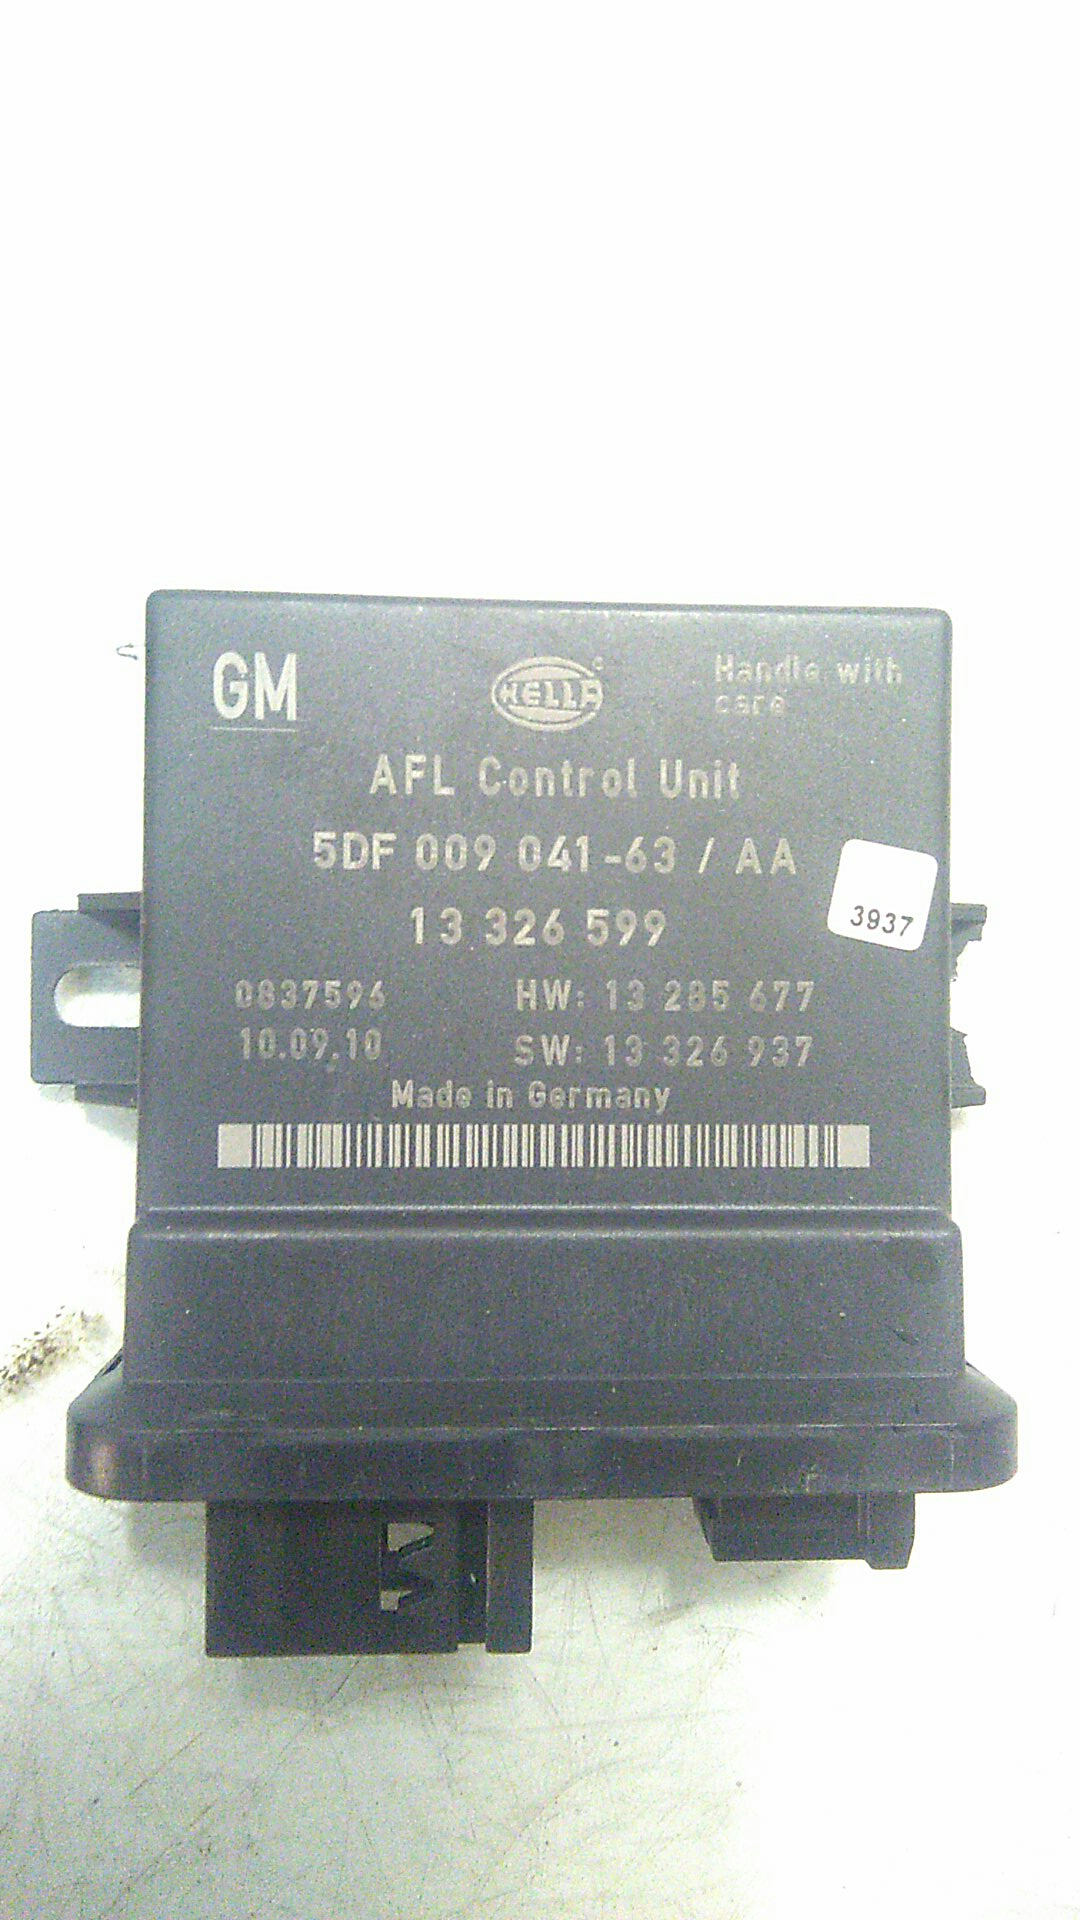 GM
HELLA
Handle with
care
AFL Control Unit
5DF 009 041-63 / AA
13 326 599
3937
0837596
HW: 13 285 677
10.09.10
SW: 13 326 937
Made in Germany